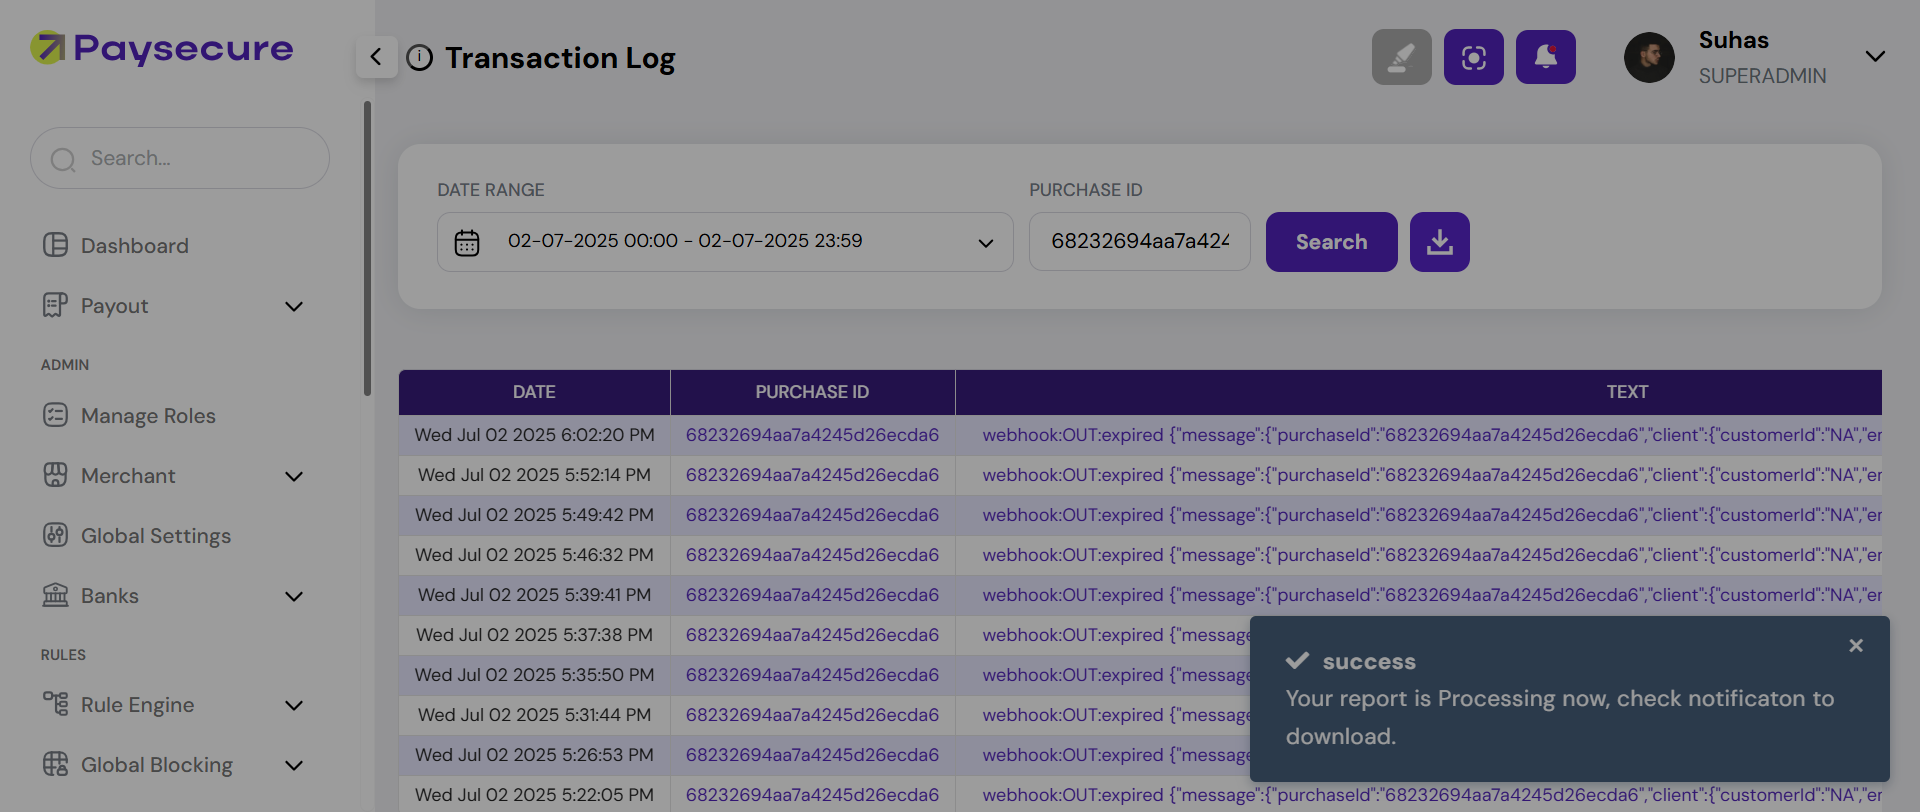 Paysecure
Transaction Log
Suhas
SUPERADMIN
Search...
Dashboard
Payout
ADMIN
Manage Roles
Merchant
Global Settings
Banks
RULES
Rule Engine
Global Blocking
DATE RANGE
02-07-2025 00:00 - 02-07-2025 23:59
PURCHASE ID
68232694aa7a424
Search
DATE PURCHASE ID TEXT
Wed Jul 02 2025 6:02:20 PM 68232694aa7a4245d26ecda6 webhook:OUT:expired {"message":{"purchaseId":"68232694aa7a4245d26ecda6","client":{"customerId":"NA","er
Wed Jul 02 2025 5:52:14 PM 68232694aa7a4245d26ecda6 webhook:OUT:expired {"message":{"purchaseId":"68232694aa7a4245d26ecda6","client":{"customerId":"NA","er
Wed Jul 02 2025 5:49:42 PM 68232694aa7a4245d26ecda6 webhook:OUT:expired {"message":{"purchaseId":"68232694aa7a4245d26ecda6","client":{"customerId":"NA","er
Wed Jul 02 2025 5:46:32 PM 68232694aa7a4245d26ecda6 webhook:OUT:expired {"message":{"purchaseId":"68232694aa7a4245d26ecda6","client":{"customerId":"NA","er
Wed Jul 02 2025 5:39:41 PM 68232694aa7a4245d26ecda6 webhook:OUT:expired {"message":{"purchaseId":"68232694aa7a4245d26ecda6","client":{"customerId":"NA","er
Wed Jul 02 2025 5:37:38 PM 68232694aa7a4245d26ecda6 webhook:OUT:expired {"message
Wed Jul 02 2025 5:35:50 PM 68232694aa7a4245d26ecda6 webhook:OUT:expired {"message
Wed Jul 02 2025 5:31:44 PM 68232694aa7a4245d26ecda6 webhook:OUT:expired {"message
Wed Jul 02 2025 5:26:53 PM 68232694aa7a4245d26ecda6 webhook:OUT:expired {"message
Wed Jul 02 2025 5:22:05 PM 68232694aa7a4245d26ecda6 webhook:OUT:expired {"message":{"purchaseId":"68232694aa7a4245d26ecda6","client":{"customerId":"NA","er
success
Your report is Processing now, check notificaton to
download.